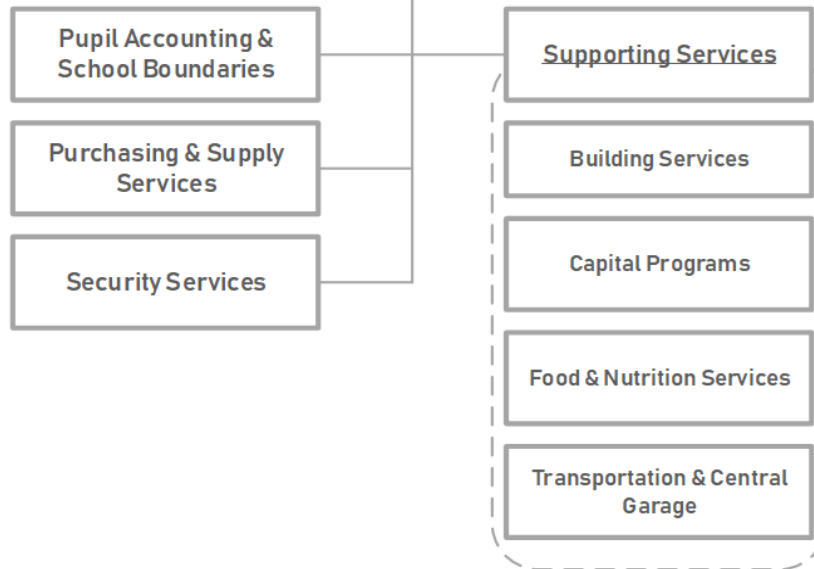 Pupil Accounting &
School Boundaries
Purchasing & Supply
Services
Security Services
Supporting Services
Building Services
Capital Programs
Food & Nutrition Services
Transportation & Central
Garage